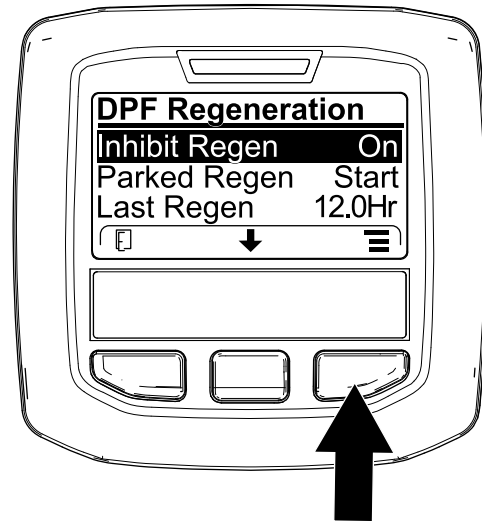 DPF Regeneration
Inhibit Regen On
Parked Regen Start
Last Regen 12.0Hr